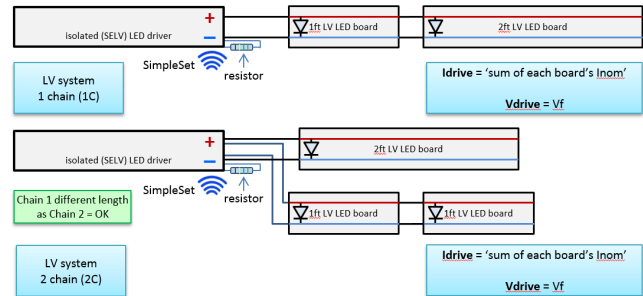 +
isolated (SELV) LED driver
−
1ft LV LED board
2ft LV LED board
SimpleSet
resistor
LV system
1 chain (1C)
Idrive = 'sum of each board's Inom'
Vdrive = Vf
+
isolated (SELV) LED driver
−
2ft LV LED board
SimpleSet
resistor
Chain 1 different length
as Chain 2 = OK
1ft LV LED board
1ft LV LED board
LV system
2 chain (2C)
Idrive = 'sum of each board's Inom'
Vdrive = Vf